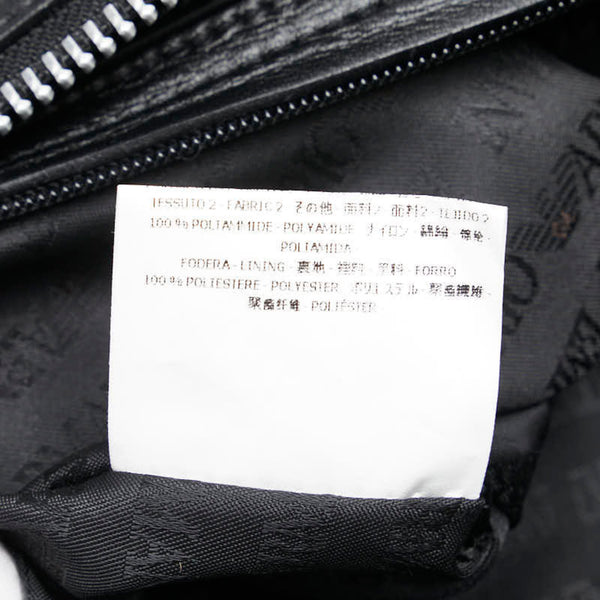 TESSUTO 2 - FABRIC 2 その他 面料2 面料2 - TEJIDO 2
100 % POLIAMMIDE - POLYAMIDE ナイロン - 錦綸 - 锦纶 -
POLIAMIDA
FODERA - LINING - 裏地 - 裡料 - 里料 - FORRO
100 % POLIESTERE - POLYESTER ポリエステル - 聚酯纖維 -
聚酯纤维 - POLIÉSTER